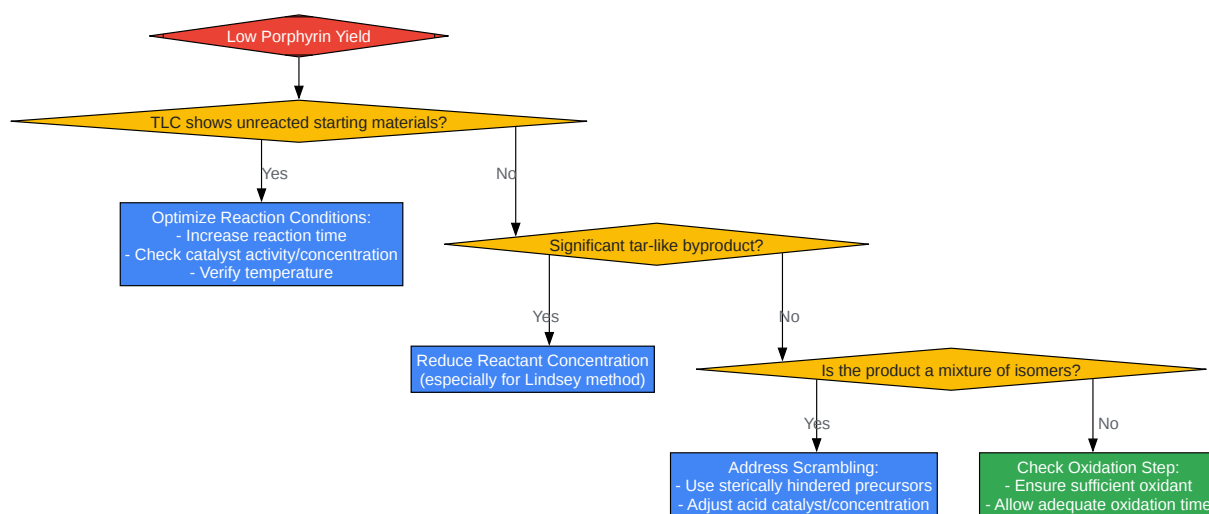 Low Porphyrin Yield
TLC shows unreacted starting materials?
Yes
No
Optimize Reaction Conditions:
- Increase reaction time
- Check catalyst activity/concentration
- Verify temperature
Significant tar-like byproduct?
Yes
No
Reduce Reactant Concentration
(especially for Lindsey method)
Is the product a mixture of isomers?
Yes
No
Address Scrambling:
- Use sterically hindered precursors
- Adjust acid catalyst/concentration
Check Oxidation Step:
- Ensure sufficient oxidant
- Allow adequate oxidation time